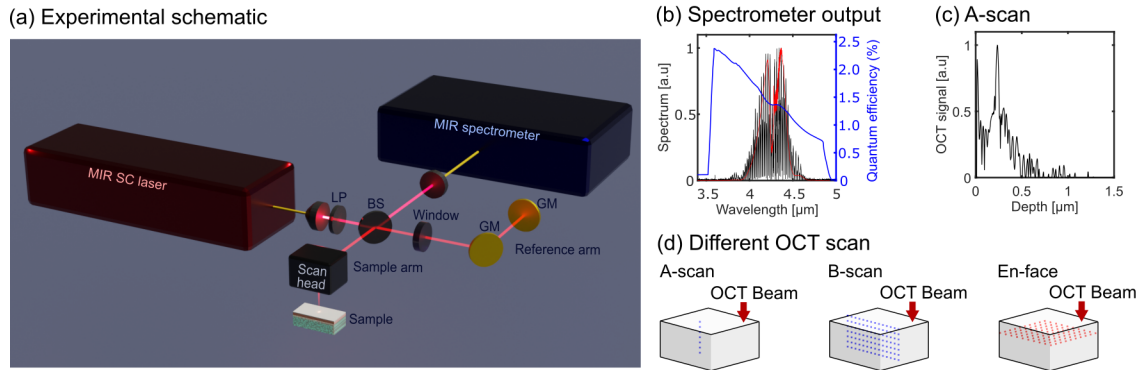 (a) Experimental schematic
MIR SC laser
MIR spectrometer
LP
BS
Window
GM
GM
Reference arm
Sample arm
Scan
head
Sample
(b) Spectrometer output
Spectrum [a.u]
1
0.5
0
3.5
4
4.5
5
Wavelength [μm]
2.5
2.0
1.5
1.0
0.5
0
Quantum efficiency (%)
(c) A-scan
OCT signal [a.u]
1
0.5
0
0
0.5
1
1.5
Depth [μm]
(d) Different OCT scan
A-scan
OCT Beam
B-scan
OCT Beam
En-face
OCT Beam